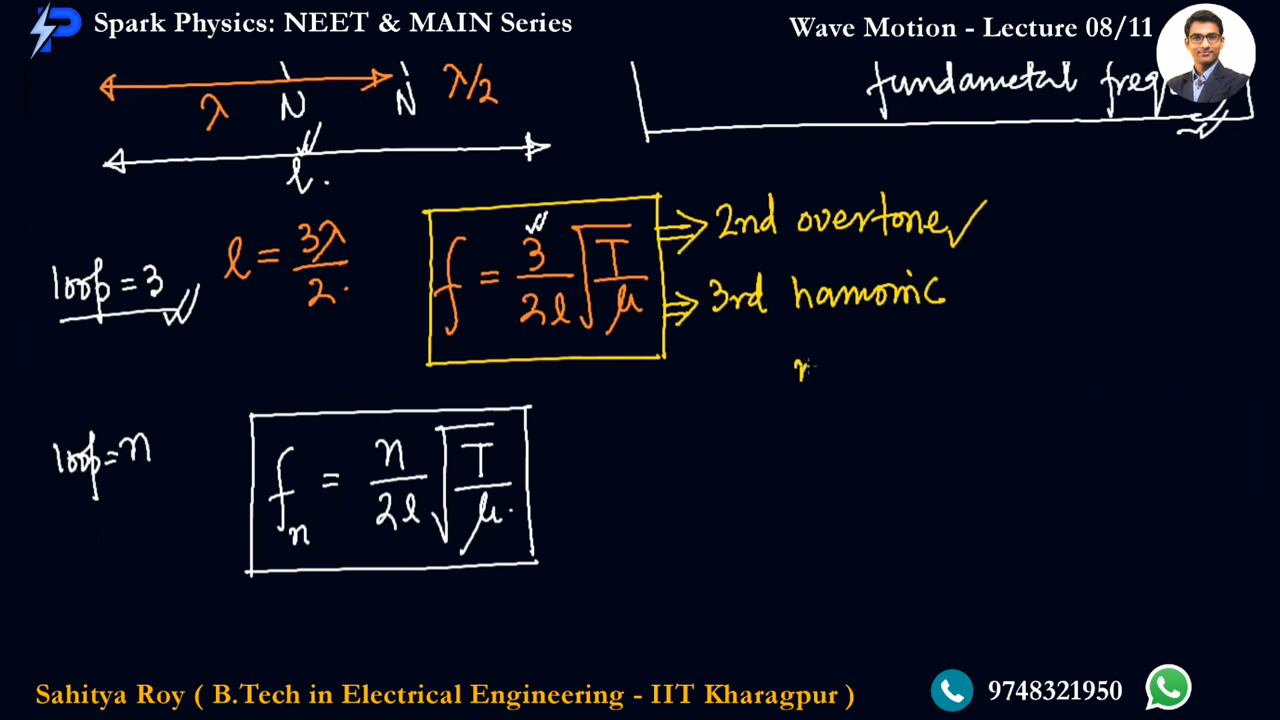 Spark Physics: NEET & MAIN Series
Wave Motion - Lecture 08/11
λ N N λ/2
fundametal freq
l.
loop = 3
l = 3λ/2.
f = 3/2l √T/μ
⇒ 2nd overtone ✓
⇒ 3rd hamonic
loop = n
fn = n/2l √T/μ.
Sahitya Roy ( B.Tech in Electrical Engineering - IIT Kharagpur )
9748321950